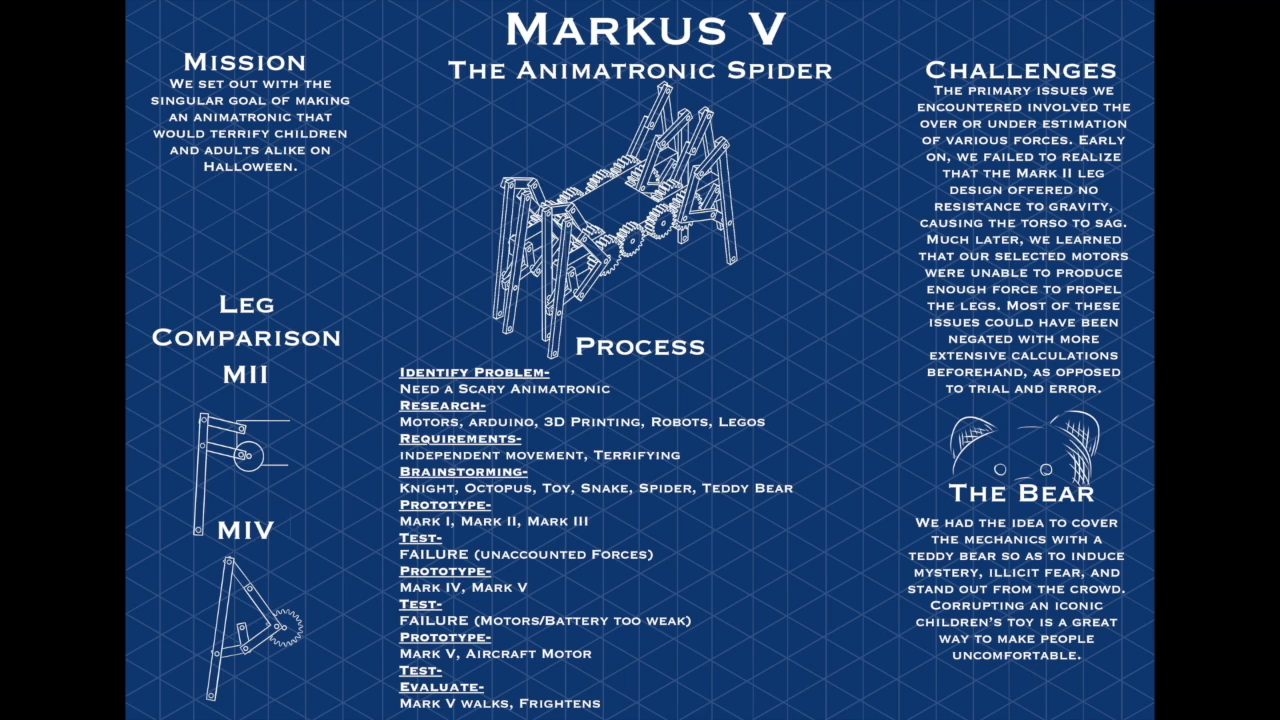 MARKUS V
THE ANIMATRONIC SPIDER
MISSION
WE SET OUT WITH THE
SINGULAR GOAL OF MAKING
AN ANIMATRONIC THAT
WOULD TERRIFY CHILDREN
AND ADULTS ALIKE ON
HALLOWEEN.
LEG
COMPARISON
MII
MIV
PROCESS
IDENTIFY PROBLEM-
NEED A SCARY ANIMATRONIC
RESEARCH-
MOTORS, ARDUINO, 3D PRINTING, ROBOTS, LEGOS
REQUIREMENTS-
INDEPENDENT MOVEMENT, TERRIFYING
BRAINSTORMING-
KNIGHT, OCTOPUS, TOY, SNAKE, SPIDER, TEDDY BEAR
PROTOTYPE-
MARK I, MARK II, MARK III
TEST-
FAILURE (UNACCOUNTED FORCES)
PROTOTYPE-
MARK IV, MARK V
TEST-
FAILURE (MOTORS/BATTERY TOO WEAK)
PROTOTYPE-
MARK V, AIRCRAFT MOTOR
TEST-
EVALUATE-
MARK V WALKS, FRIGHTENS
CHALLENGES
THE PRIMARY ISSUES WE
ENCOUNTERED INVOLVED THE
OVER OR UNDER ESTIMATION
OF VARIOUS FORCES. EARLY
ON, WE FAILED TO REALIZE
THAT THE MARK II LEG
DESIGN OFFERED NO
RESISTANCE TO GRAVITY,
CAUSING THE TORSO TO SAG.
MUCH LATER, WE LEARNED
THAT OUR SELECTED MOTORS
WERE UNABLE TO PRODUCE
ENOUGH FORCE TO PROPEL
THE LEGS. MOST OF THESE
ISSUES COULD HAVE BEEN
NEGATED WITH MORE
EXTENSIVE CALCULATIONS
BEFOREHAND, AS OPPOSED
TO TRIAL AND ERROR.
THE BEAR
WE HAD THE IDEA TO COVER
THE MECHANICS WITH A
TEDDY BEAR SO AS TO INDUCE
MYSTERY, ILLICIT FEAR, AND
STAND OUT FROM THE CROWD.
CORRUPTING AN ICONIC
CHILDREN'S TOY IS A GREAT
WAY TO MAKE PEOPLE
UNCOMFORTABLE.